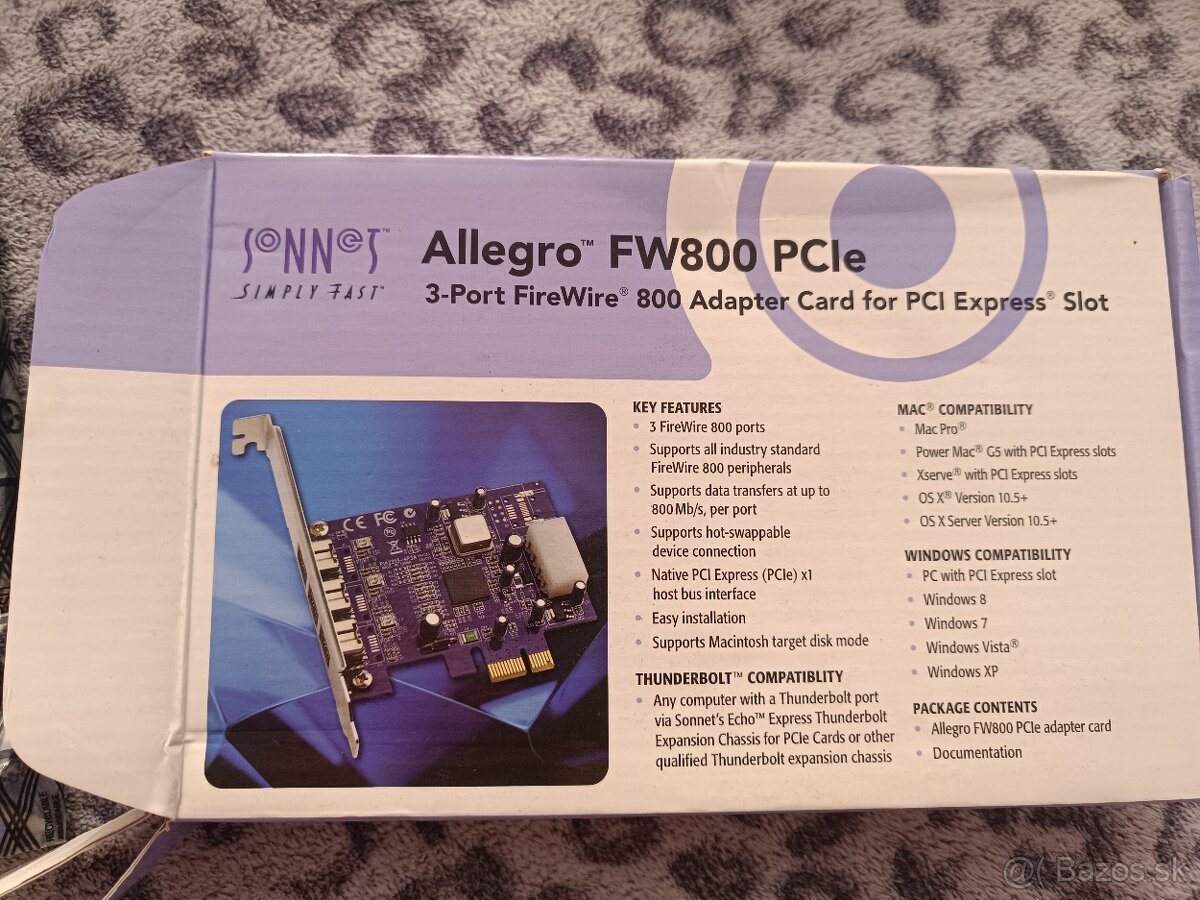 SONNET™
SIMPLY FAST™
Allegro™ FW800 PCIe
3-Port FireWire® 800 Adapter Card for PCI Express® Slot
KEY FEATURES
• 3 FireWire 800 ports
• Supports all industry standard
FireWire 800 peripherals
• Supports data transfers at up to
800 Mb/s, per port
• Supports hot-swappable
device connection
• Native PCI Express (PCIe) x1
host bus interface
• Easy installation
• Supports Macintosh target disk mode
THUNDERBOLT™ COMPATIBLITY
• Any computer with a Thunderbolt port
via Sonnet's Echo™ Express Thunderbolt
Expansion Chassis for PCIe Cards or other
qualified Thunderbolt expansion chassis
MAC® COMPATIBILITY
• Mac Pro®
• Power Mac® G5 with PCI Express slots
• Xserve® with PCI Express slots
• OS X® Version 10.5+
• OS X Server Version 10.5+
WINDOWS COMPATIBILITY
• PC with PCI Express slot
• Windows 8
• Windows 7
• Windows Vista®
• Windows XP
PACKAGE CONTENTS
• Allegro FW800 PCIe adapter card
• Documentation
CE FC
@( Bazos.sk